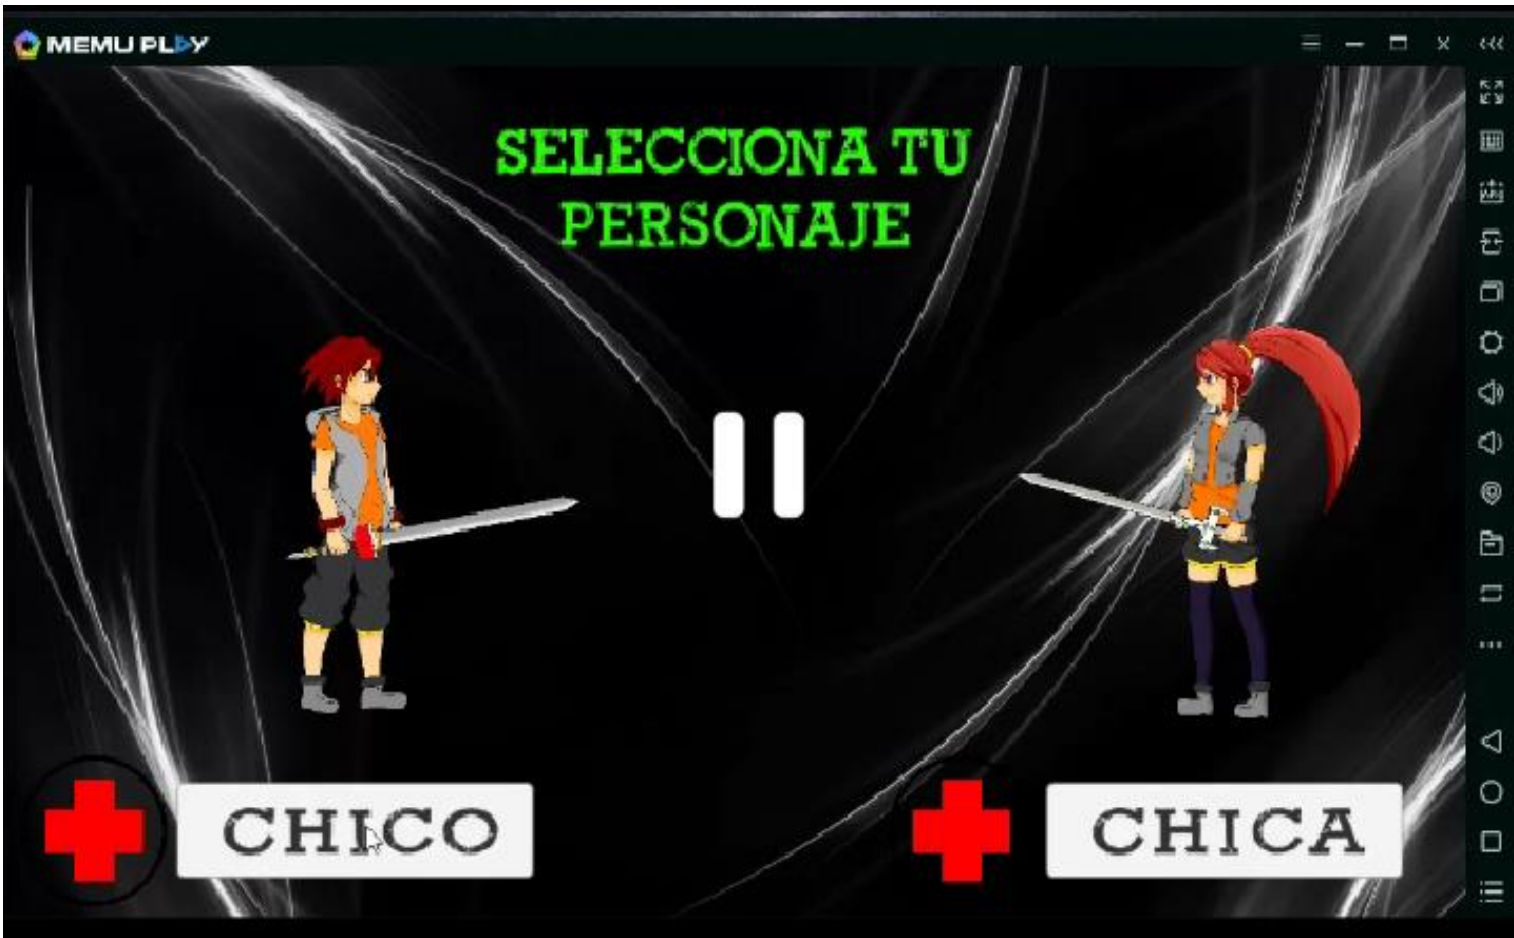 MEMU PLAY
SELECCIONA TU
PERSONAJE
CHICO
CHICA